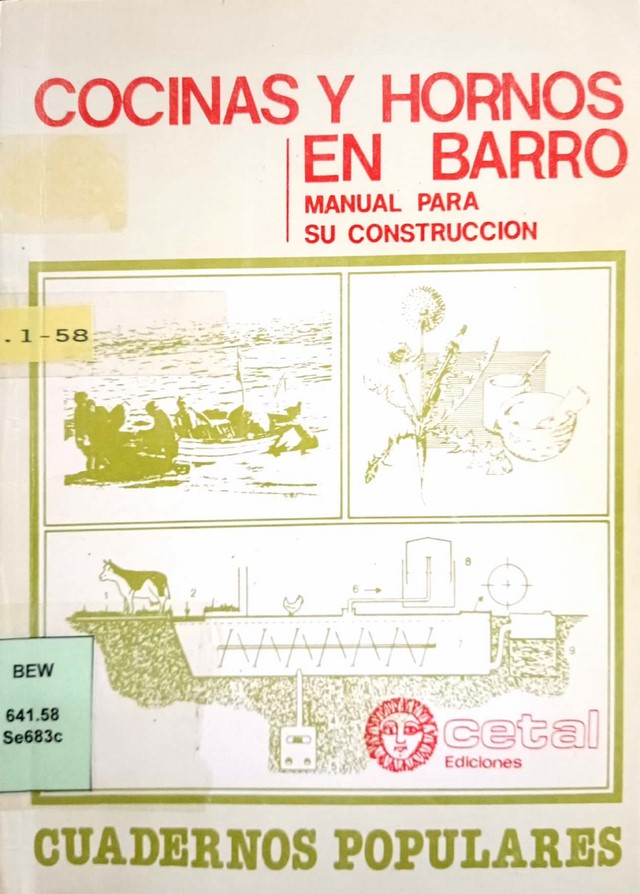 COCINAS Y HORNOS
EN BARRO
MANUAL PARA
SU CONSTRUCCION
.1-58
1
2
6
8
7
9
BEW
641.58
Se683c
cetal
Ediciones
CUADERNOS POPULARES